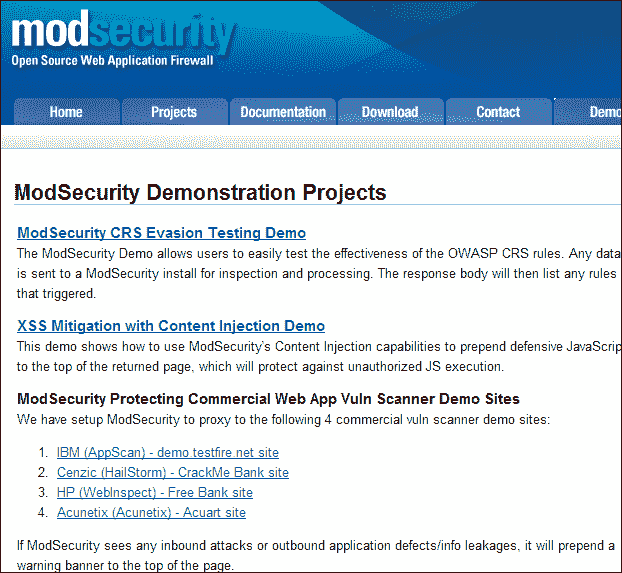 modsecurity
Open Source Web Application Firewall
Home Projects Documentation Download Contact Demo
ModSecurity Demonstration Projects
ModSecurity CRS Evasion Testing Demo
The ModSecurity Demo allows users to easily test the effectiveness of the OWASP CRS rules. Any data
is sent to a ModSecurity install for inspection and processing. The response body will then list any rules
that triggered.
XSS Mitigation with Content Injection Demo
This demo shows how to use ModSecurity's Content Injection capabilities to prepend defensive JavaScrip
to the top of the returned page, which will protect against unauthorized JS execution.
ModSecurity Protecting Commercial Web App Vuln Scanner Demo Sites
We have setup ModSecurity to proxy to the following 4 commercial vuln scanner demo sites:
1. IBM (AppScan) - demo.testfire.net site
2. Cenzic (HailStorm) - CrackMe Bank site
3. HP (WebInspect) - Free Bank site
4. Acunetix (Acunetix) - Acuart site
If ModSecurity sees any inbound attacks or outbound application defects/info leakages, it will prepend a
warning banner to the top of the page.